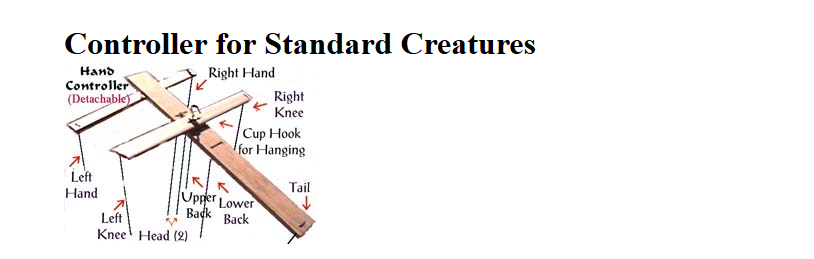 Controller for Standard Creatures
Hand
Controller
(Detachable)
Right Hand
Right
Knee
Cup Hook
for Hanging
Left
Hand
Upper
Back
Lower
Back
Tail
Left
Knee
Head (2)